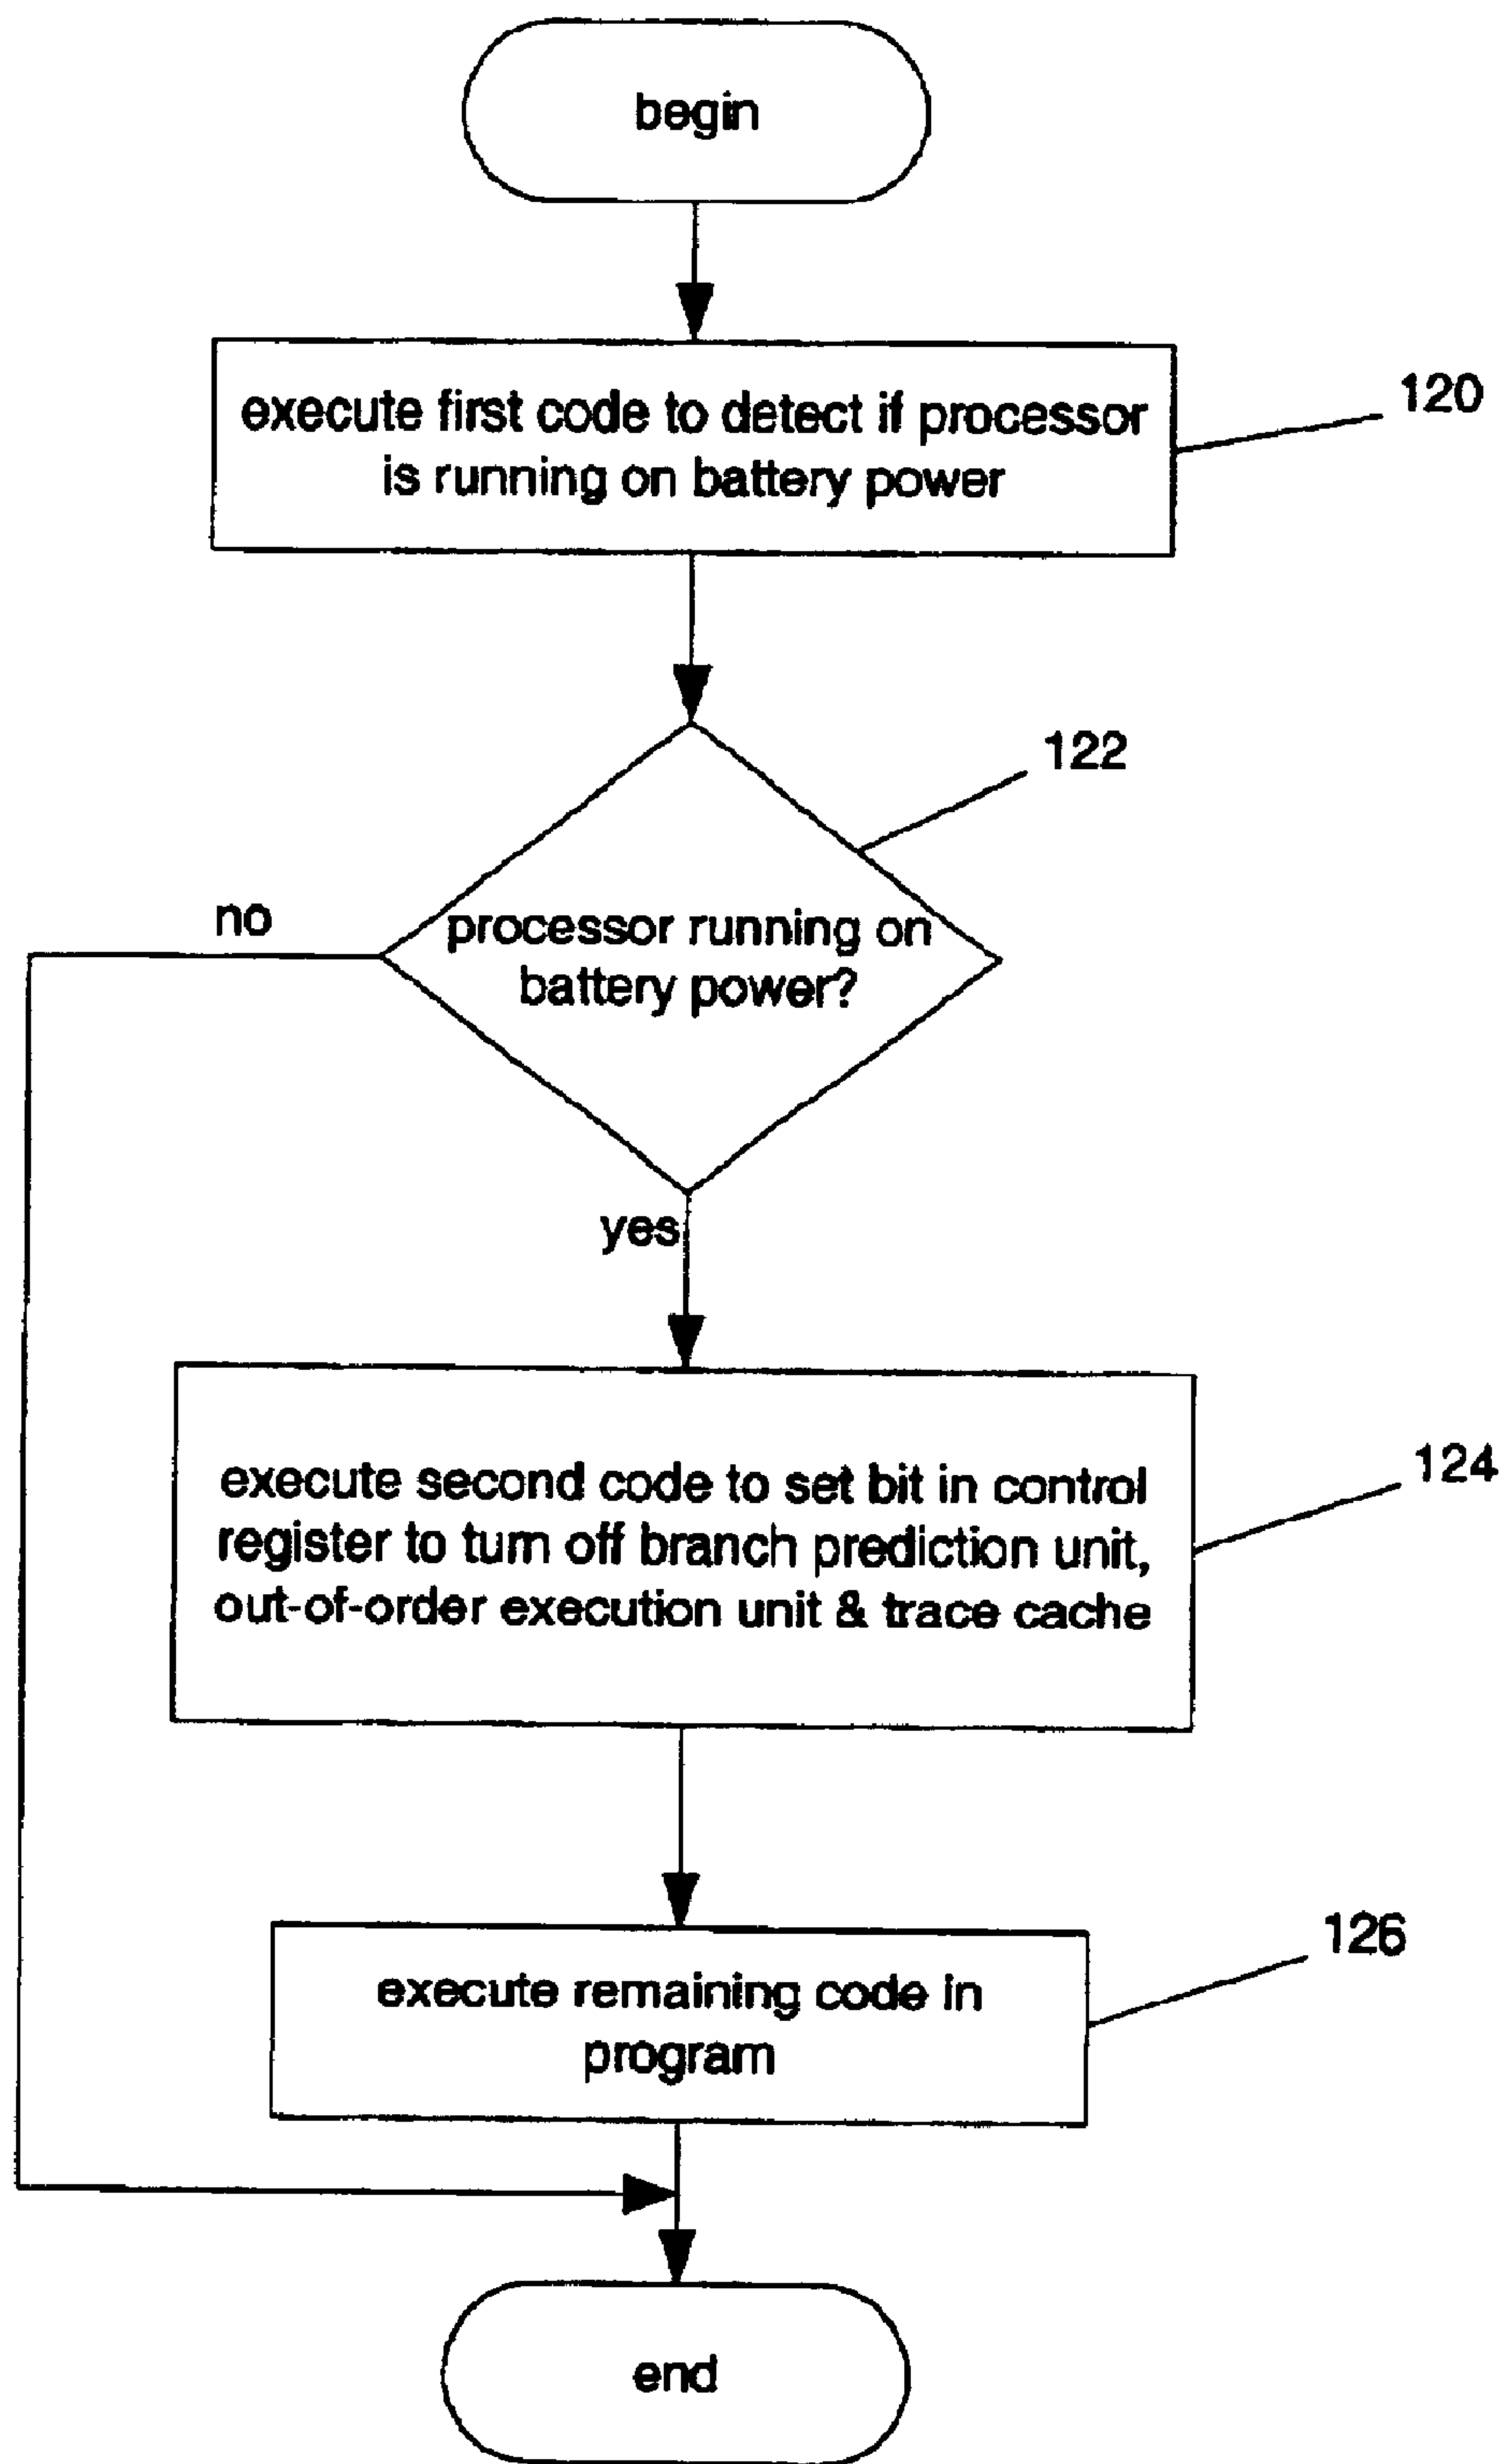 begin
execute first code to detect if processor
is running on battery power
120
122
no
processor running on
battery power?
yes
execute second code to set bit in control
register to turn off branch prediction unit,
out-of-order execution unit & trace cache
124
execute remaining code in
program
126
end